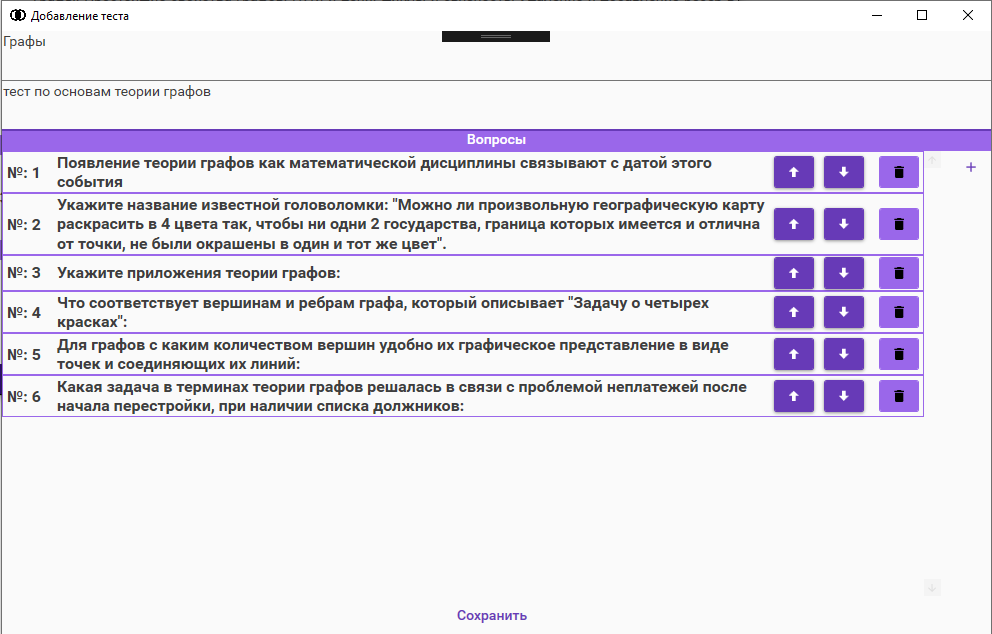 Добавление теста
Графы
тест по основам теории графов
Вопросы
№: 1
Появление теории графов как математической дисциплины связывают с датой этого
события
№: 2
Укажите название известной головоломки: "Можно ли произвольную географическую карту
раскрасить в 4 цвета так, чтобы ни одни 2 государства, граница которых имеется и отлична
от точки, не были окрашены в один и тот же цвет".
№: 3
Укажите приложения теории графов:
№: 4
Что соответствует вершинам и ребрам графа, который описывает "Задачу о четырех
красках":
№: 5
Для графов с каким количеством вершин удобно их графическое представление в виде
точек и соединяющих их линий:
№: 6
Какая задача в терминах теории графов решалась в связи с проблемой неплатежей после
начала перестройки, при наличии списка должников:
Сохранить